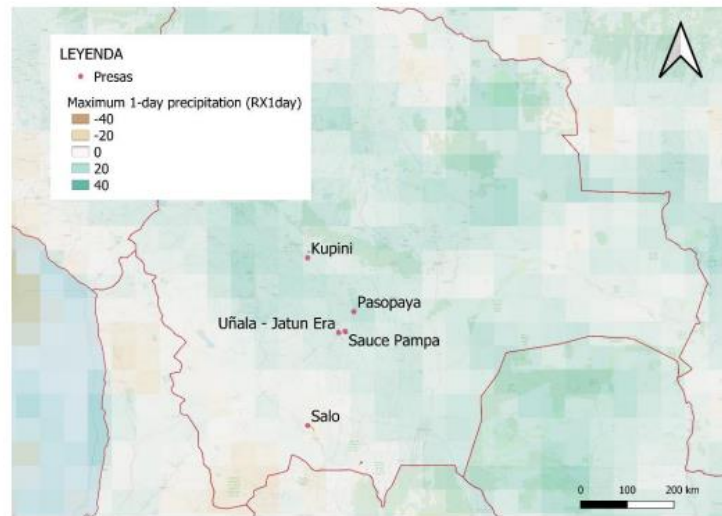 LEYENDA
Presas
Maximum 1-day precipitation (RX1day)
-40
-20
0
20
40
Kupini
Pasopaya
Uñala - Jatun Era
Sauce Pampa
Salo
0 100 200 km